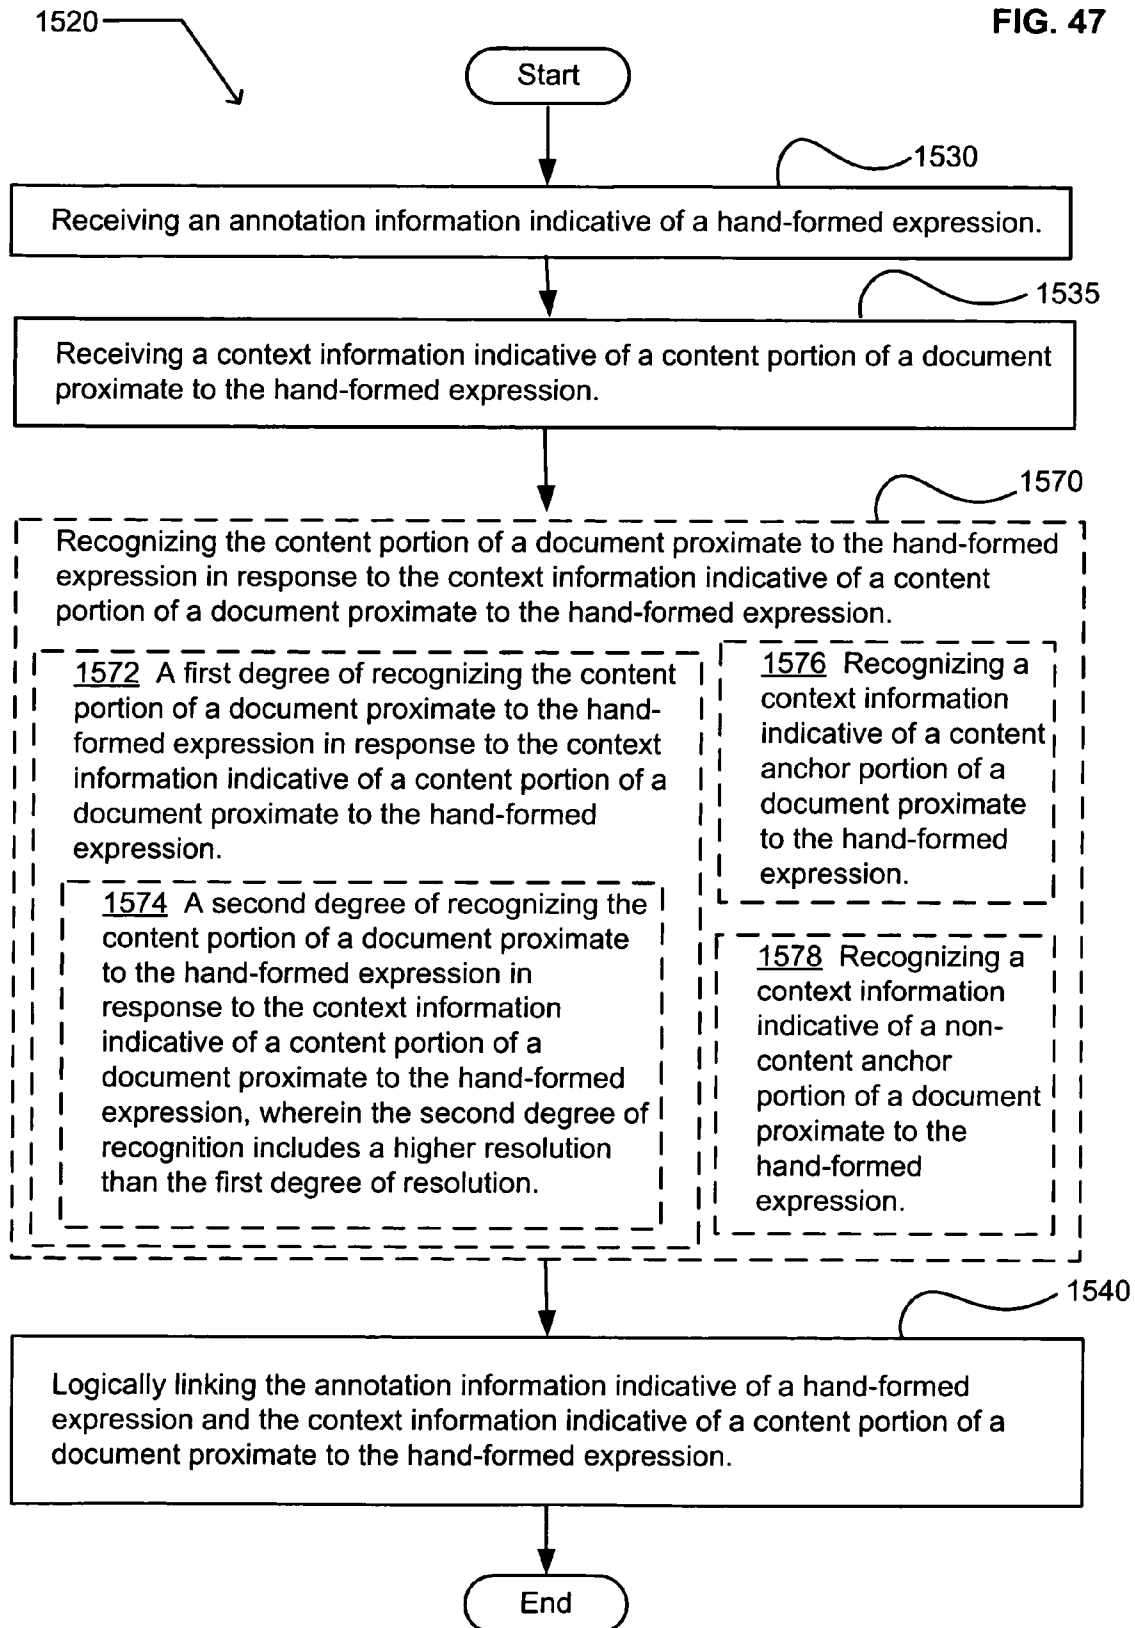 1520
FIG. 47
Start
1530
Receiving an annotation information indicative of a hand-formed expression.
1535
Receiving a context information indicative of a content portion of a document
proximate to the hand-formed expression.
1570
Recognizing the content portion of a document proximate to the hand-formed
expression in response to the context information indicative of a content
portion of a document proximate to the hand-formed expression.
1572 A first degree of recognizing the content
portion of a document proximate to the hand-
formed expression in response to the context
information indicative of a content portion of a
document proximate to the hand-formed
expression.
1574 A second degree of recognizing the
content portion of a document proximate
to the hand-formed expression in
response to the context information
indicative of a content portion of a
document proximate to the hand-formed
expression, wherein the second degree of
recognition includes a higher resolution
than the first degree of resolution.
1576 Recognizing a
context information
indicative of a content
anchor portion of a
document proximate
to the hand-formed
expression.
1578 Recognizing a
context information
indicative of a non-
content anchor
portion of a document
proximate to the
hand-formed
expression.
1540
Logically linking the annotation information indicative of a hand-formed
expression and the context information indicative of a content portion of a
document proximate to the hand-formed expression.
End